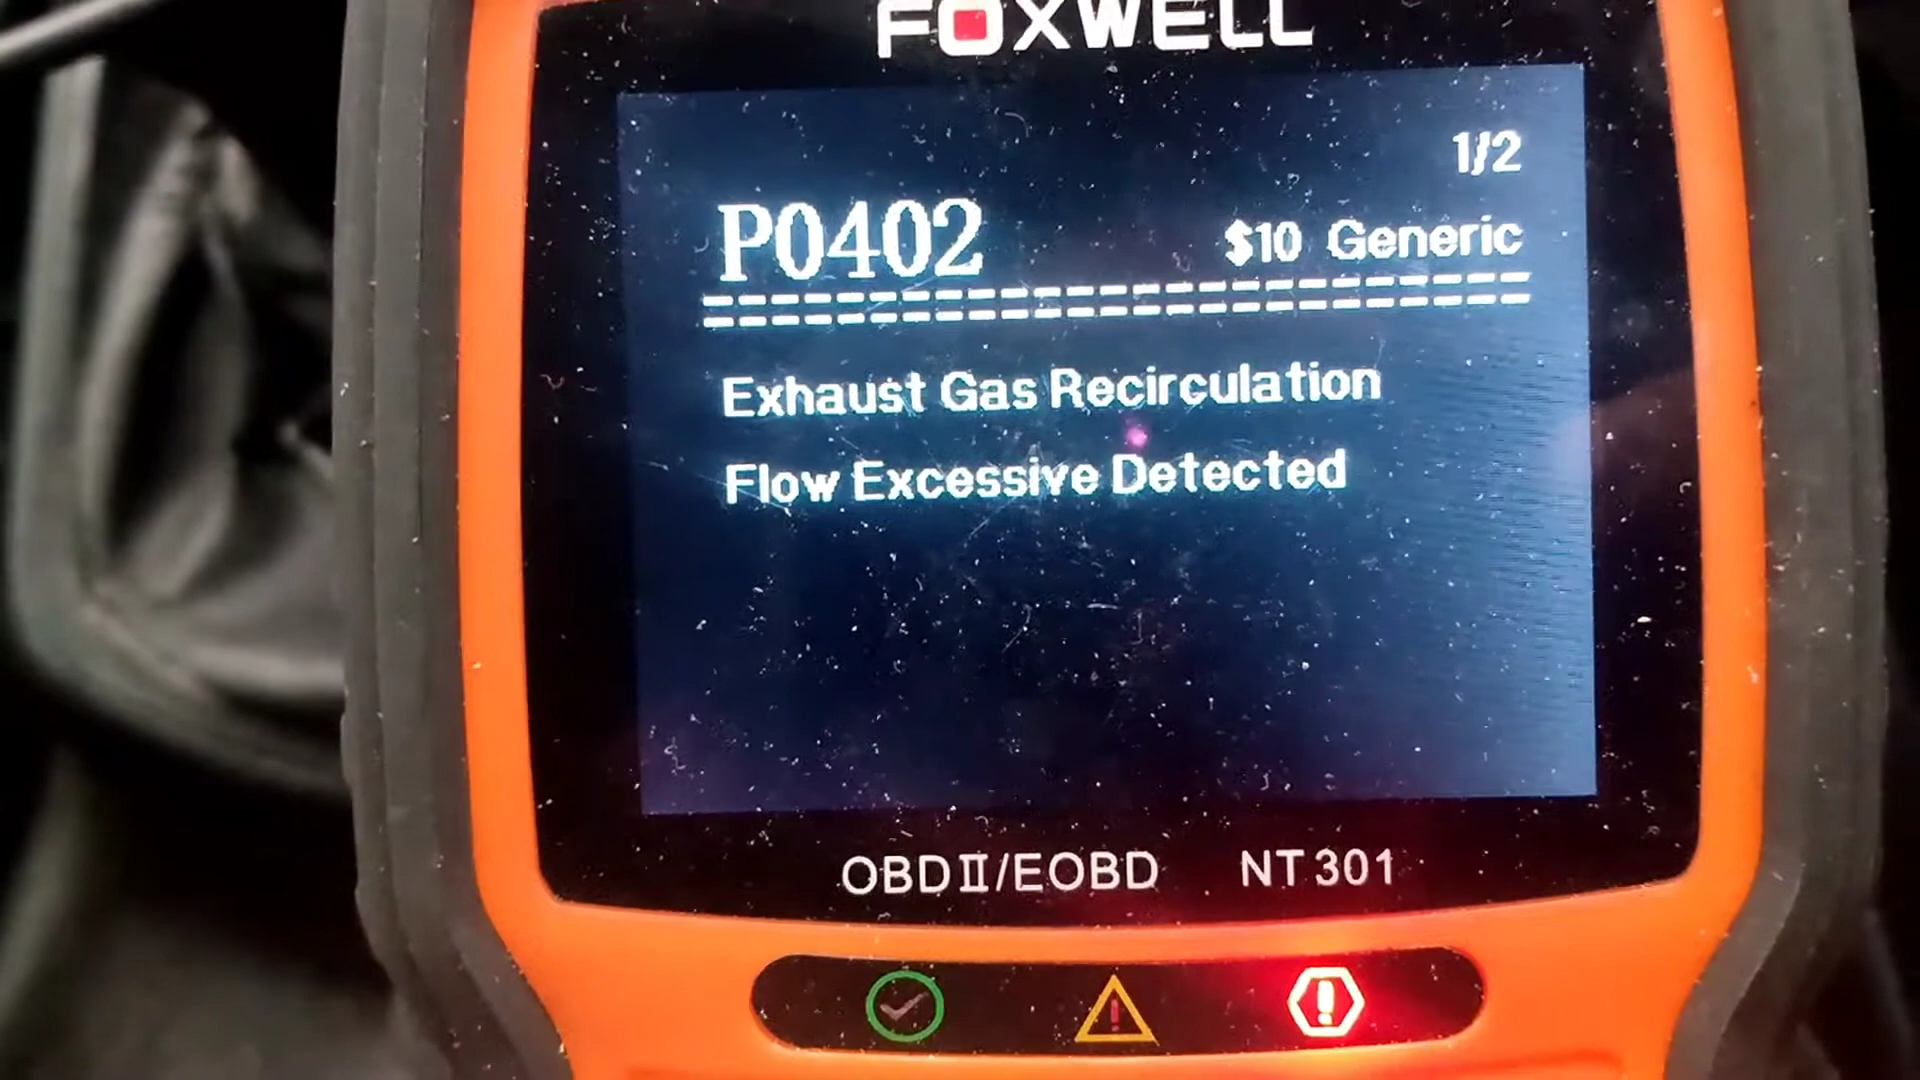 FOXWELL
1/2
P0402 $10 Generic
Exhaust Gas Recirculation
Flow Excessive Detected
OBDII/EOBD NT301